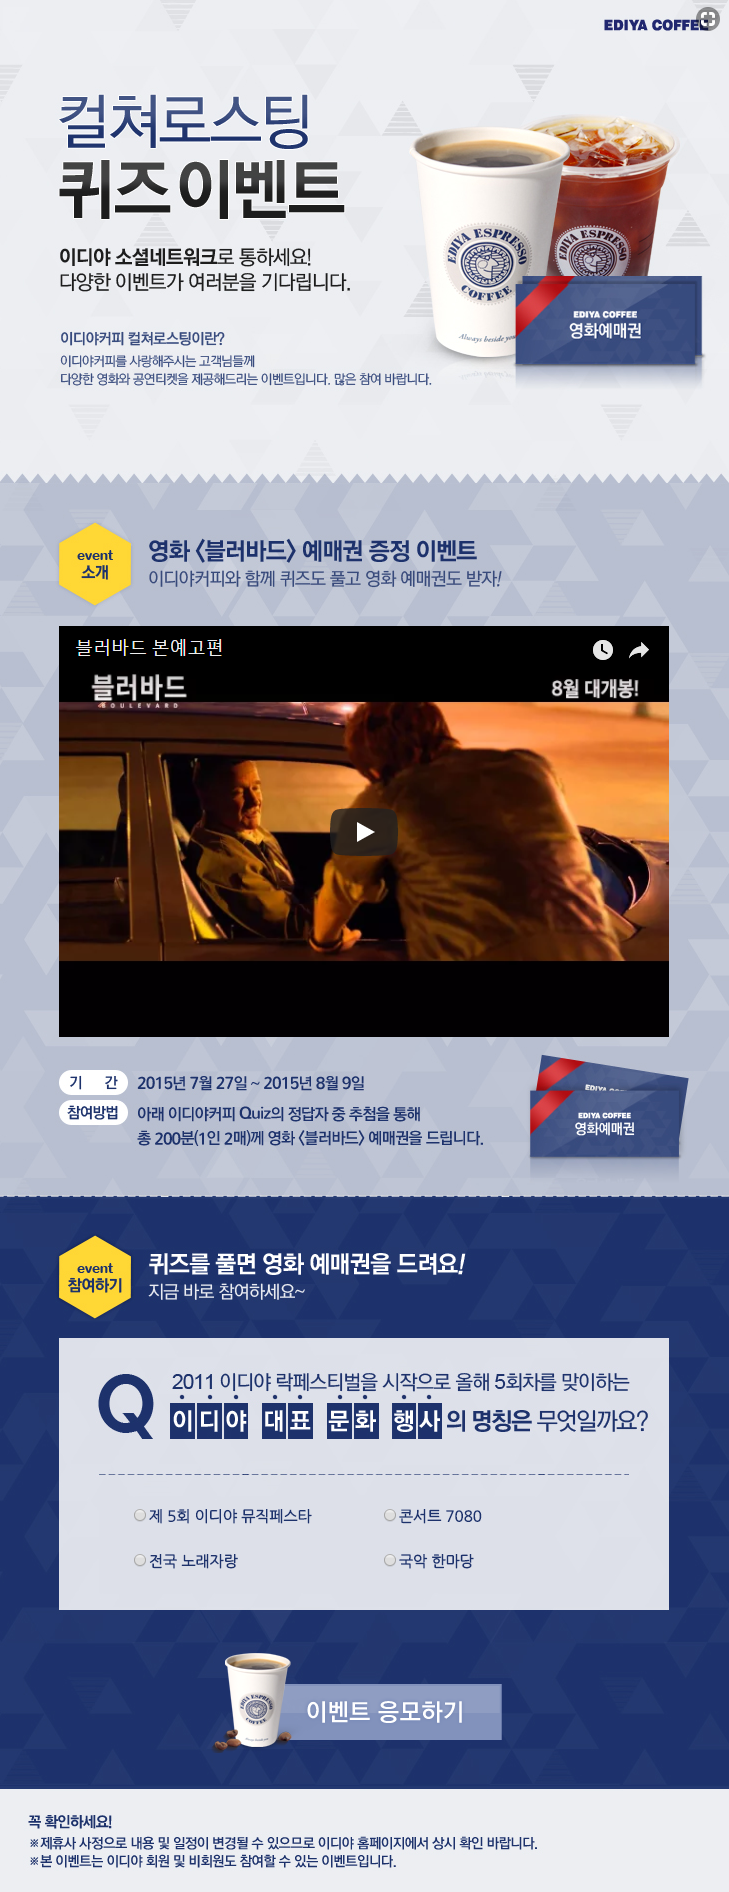 EDIYA COFFEE
컬쳐로스팅
퀴즈 이벤트
이디야 소셜네트워크로 통하세요!
다양한 이벤트가 여러분을 기다립니다.
이디야커피 컬쳐로스팅이란?
이디야커피를 사랑해주시는 고객님들께
다양한 영화와 공연티켓을 제공해드리는 이벤트입니다. 많은 참여 바랍니다.
EDIYA ESPRESSO
COFFEE
Always beside you
EDIYA ESPRESSO
EDIYA COFFEE
영화예매권
event
소개
영화 <블러바드> 예매권 증정 이벤트
이디야커피와 함께 퀴즈도 풀고 영화 예매권도 받자!
블러바드 본예고편
블러바드
BOULEVARD
8월 대개봉!
기 간
2015년 7월 27일 ~ 2015년 8월 9일
참여방법
아래 이디야커피 Quiz의 정답자 중 추첨을 통해
총 200분(1인 2매)께 영화 <블러바드> 예매권을 드립니다.
EDIYA
EDIYA COFFEE
영화예매권
event
참여하기
퀴즈를 풀면 영화 예매권을 드려요!
지금 바로 참여하세요~
Q
2011 이디야 락페스티벌을 시작으로 올해 5회차를 맞이하는
이디야 대표 문화 행사의 명칭은 무엇일까요?
제 5회 이디야 뮤직페스타
콘서트 7080
전국 노래자랑
국악 한마당
EDIYA ESPRESSO
COFFEE
이벤트 응모하기
꼭 확인하세요!
※제휴사 사정으로 내용 및 일정이 변경될 수 있으므로 이디야 홈페이지에서 상시 확인 바랍니다.
※본 이벤트는 이디야 회원 및 비회원도 참여할 수 있는 이벤트입니다.